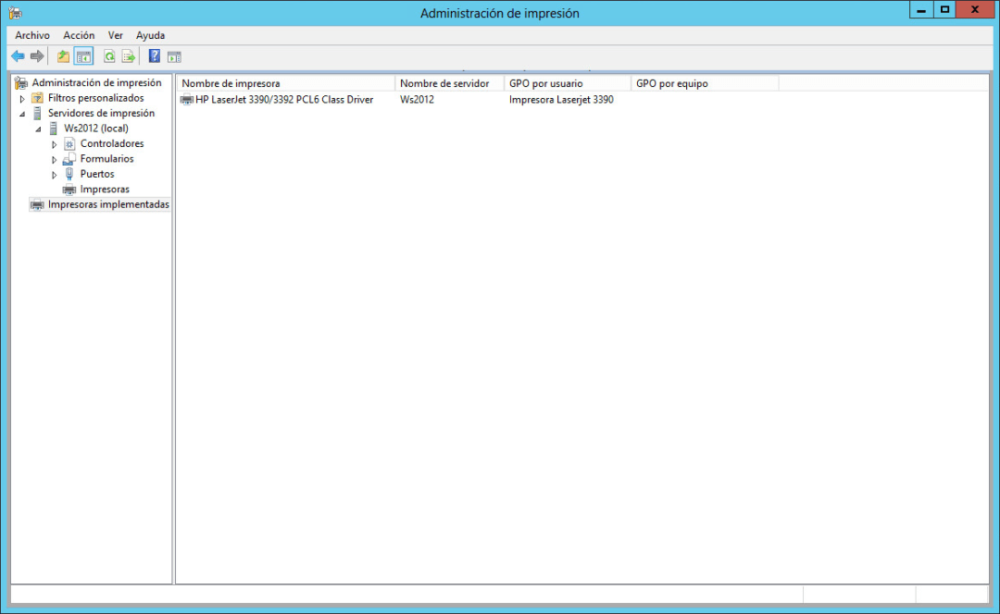 Administración de impresión
Archivo Acción Ver Ayuda
Administración de impresión
Filtros personalizados
Servidores de impresión
Ws2012 (local)
Controladores
Formularios
Puertos
Impresoras
Impresoras implementadas
Nombre de impresora Nombre de servidor GPO por usuario GPO por equipo
HP LaserJet 3390/3392 PCL6 Class Driver Ws2012 Impresora Laserjet 3390